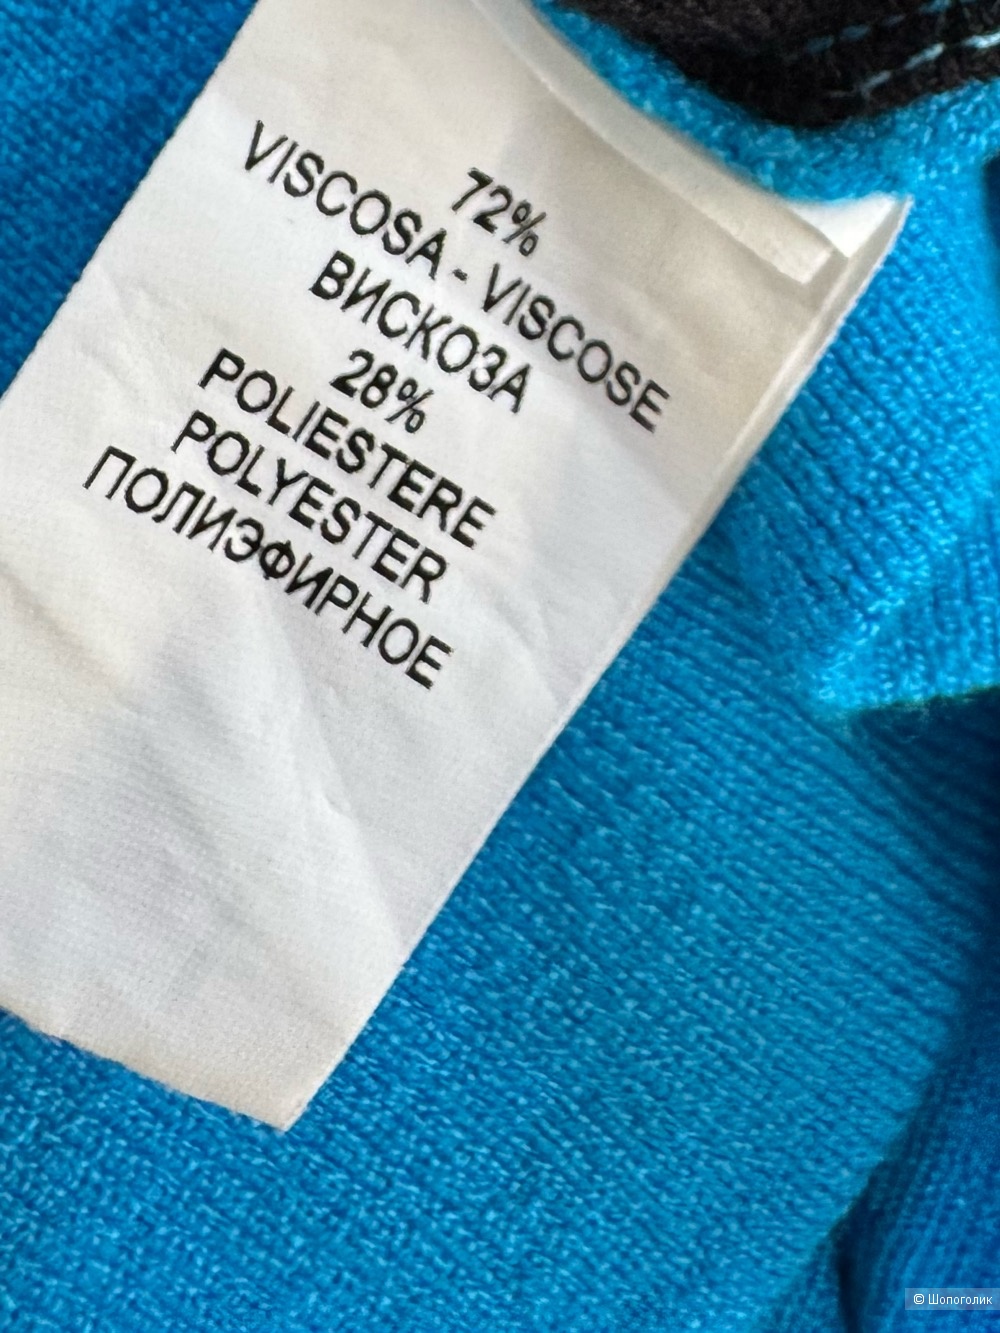 72%
VISCOSA - VISCOSE
ВИСКОЗА
28%
POLIESTERE
POLYESTER
ПОЛИЭФИРНОЕ
© Шопоголик